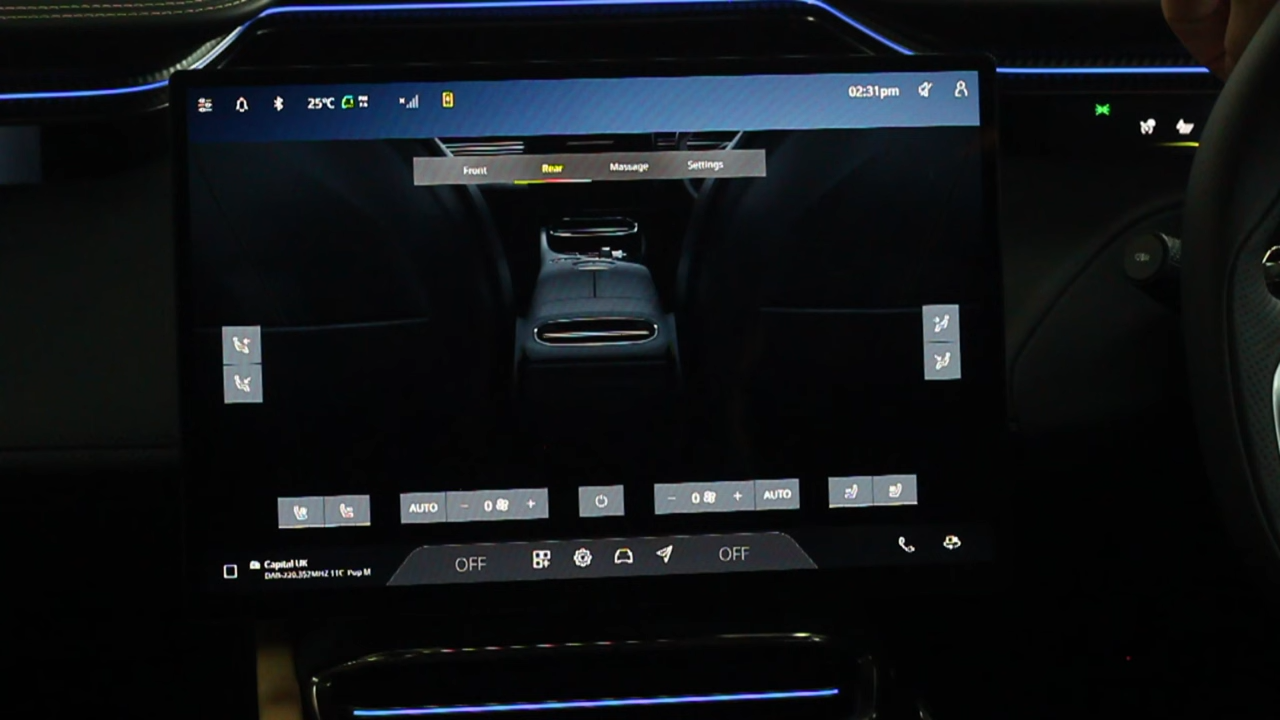 25°C
02:31pm
Front Rear Massage Settings
AUTO − 0 +
− 0 + AUTO
Capital UK
OFF
OFF